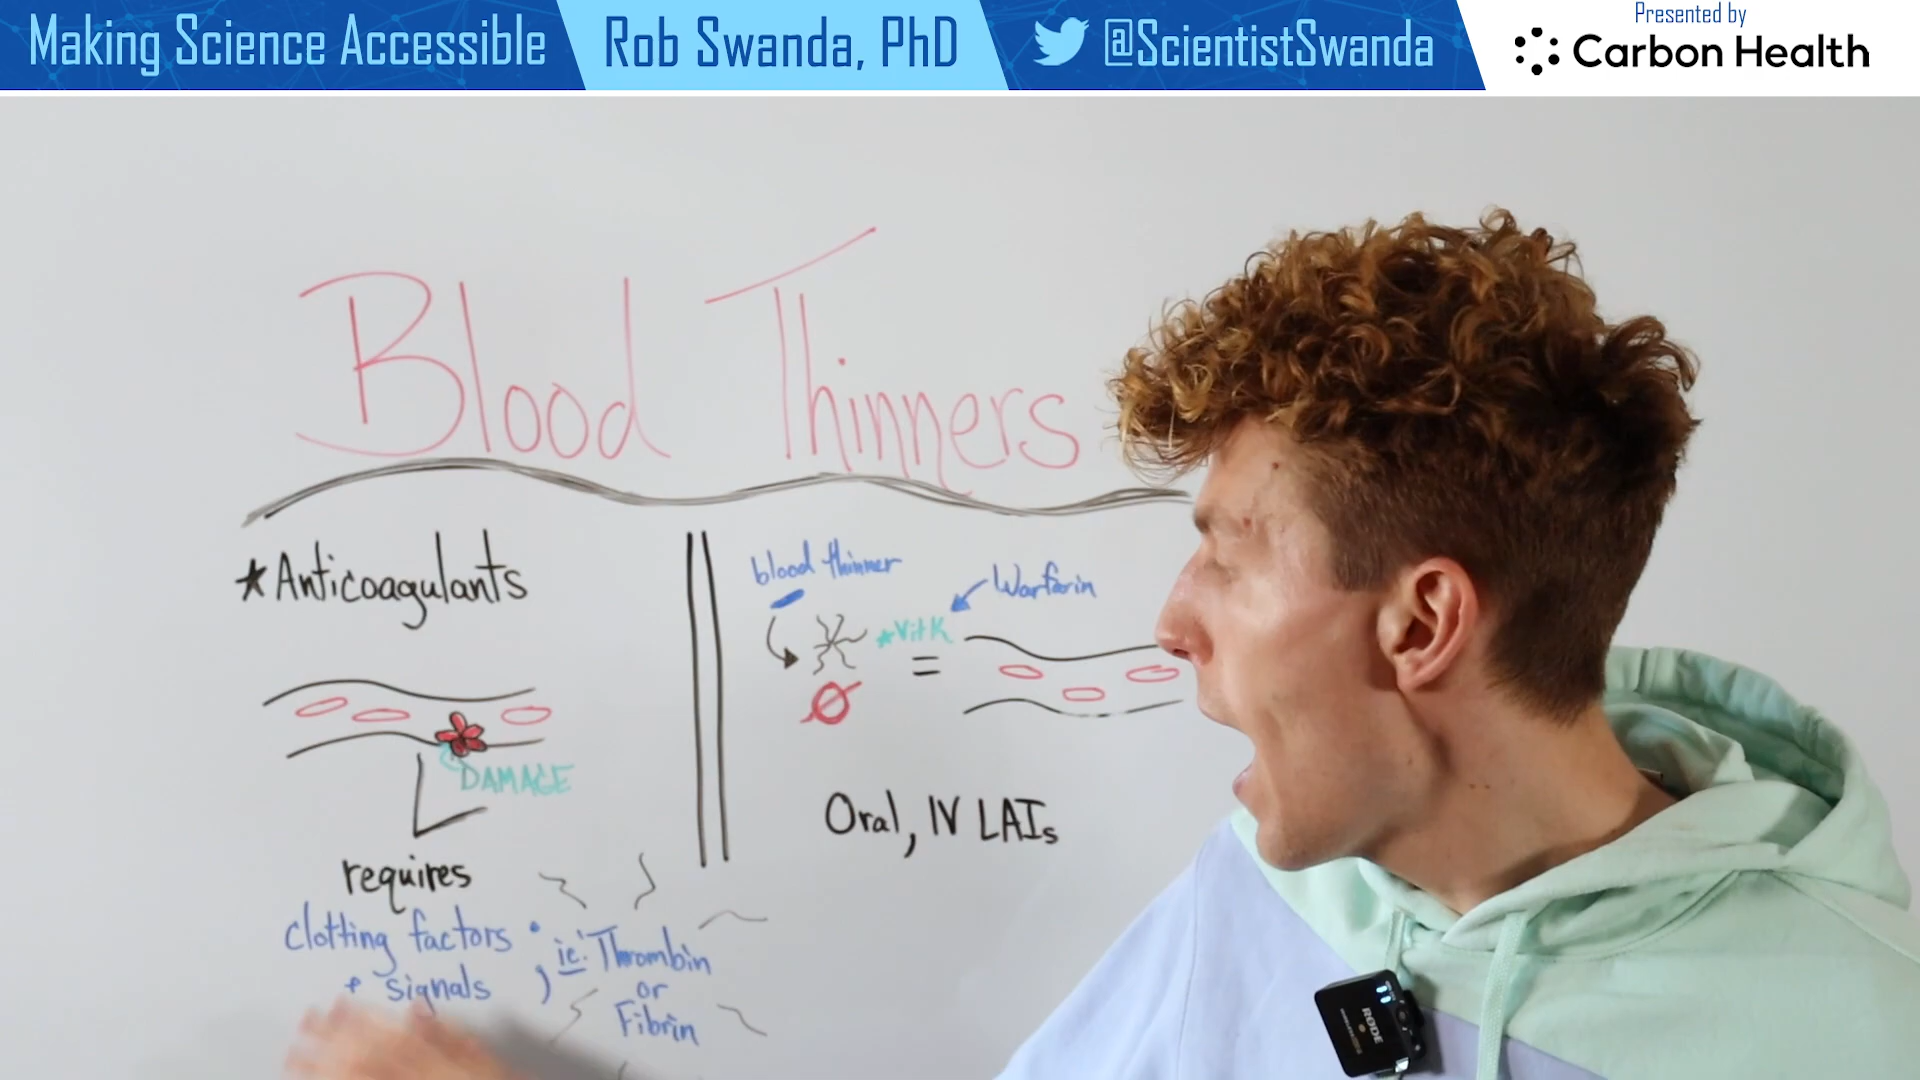 Making Science Accessible
Rob Swanda, PhD
@ScientistSwanda
Presented by
Carbon Health
Blood Thinners
*Anticoagulants
DAMAGE
requires
clotting factors
+ signals
; ie: Thrombin
or
Fibrin
blood thinner
Warfarin
*Vit K
=
Oral, IV LAIs
RODE